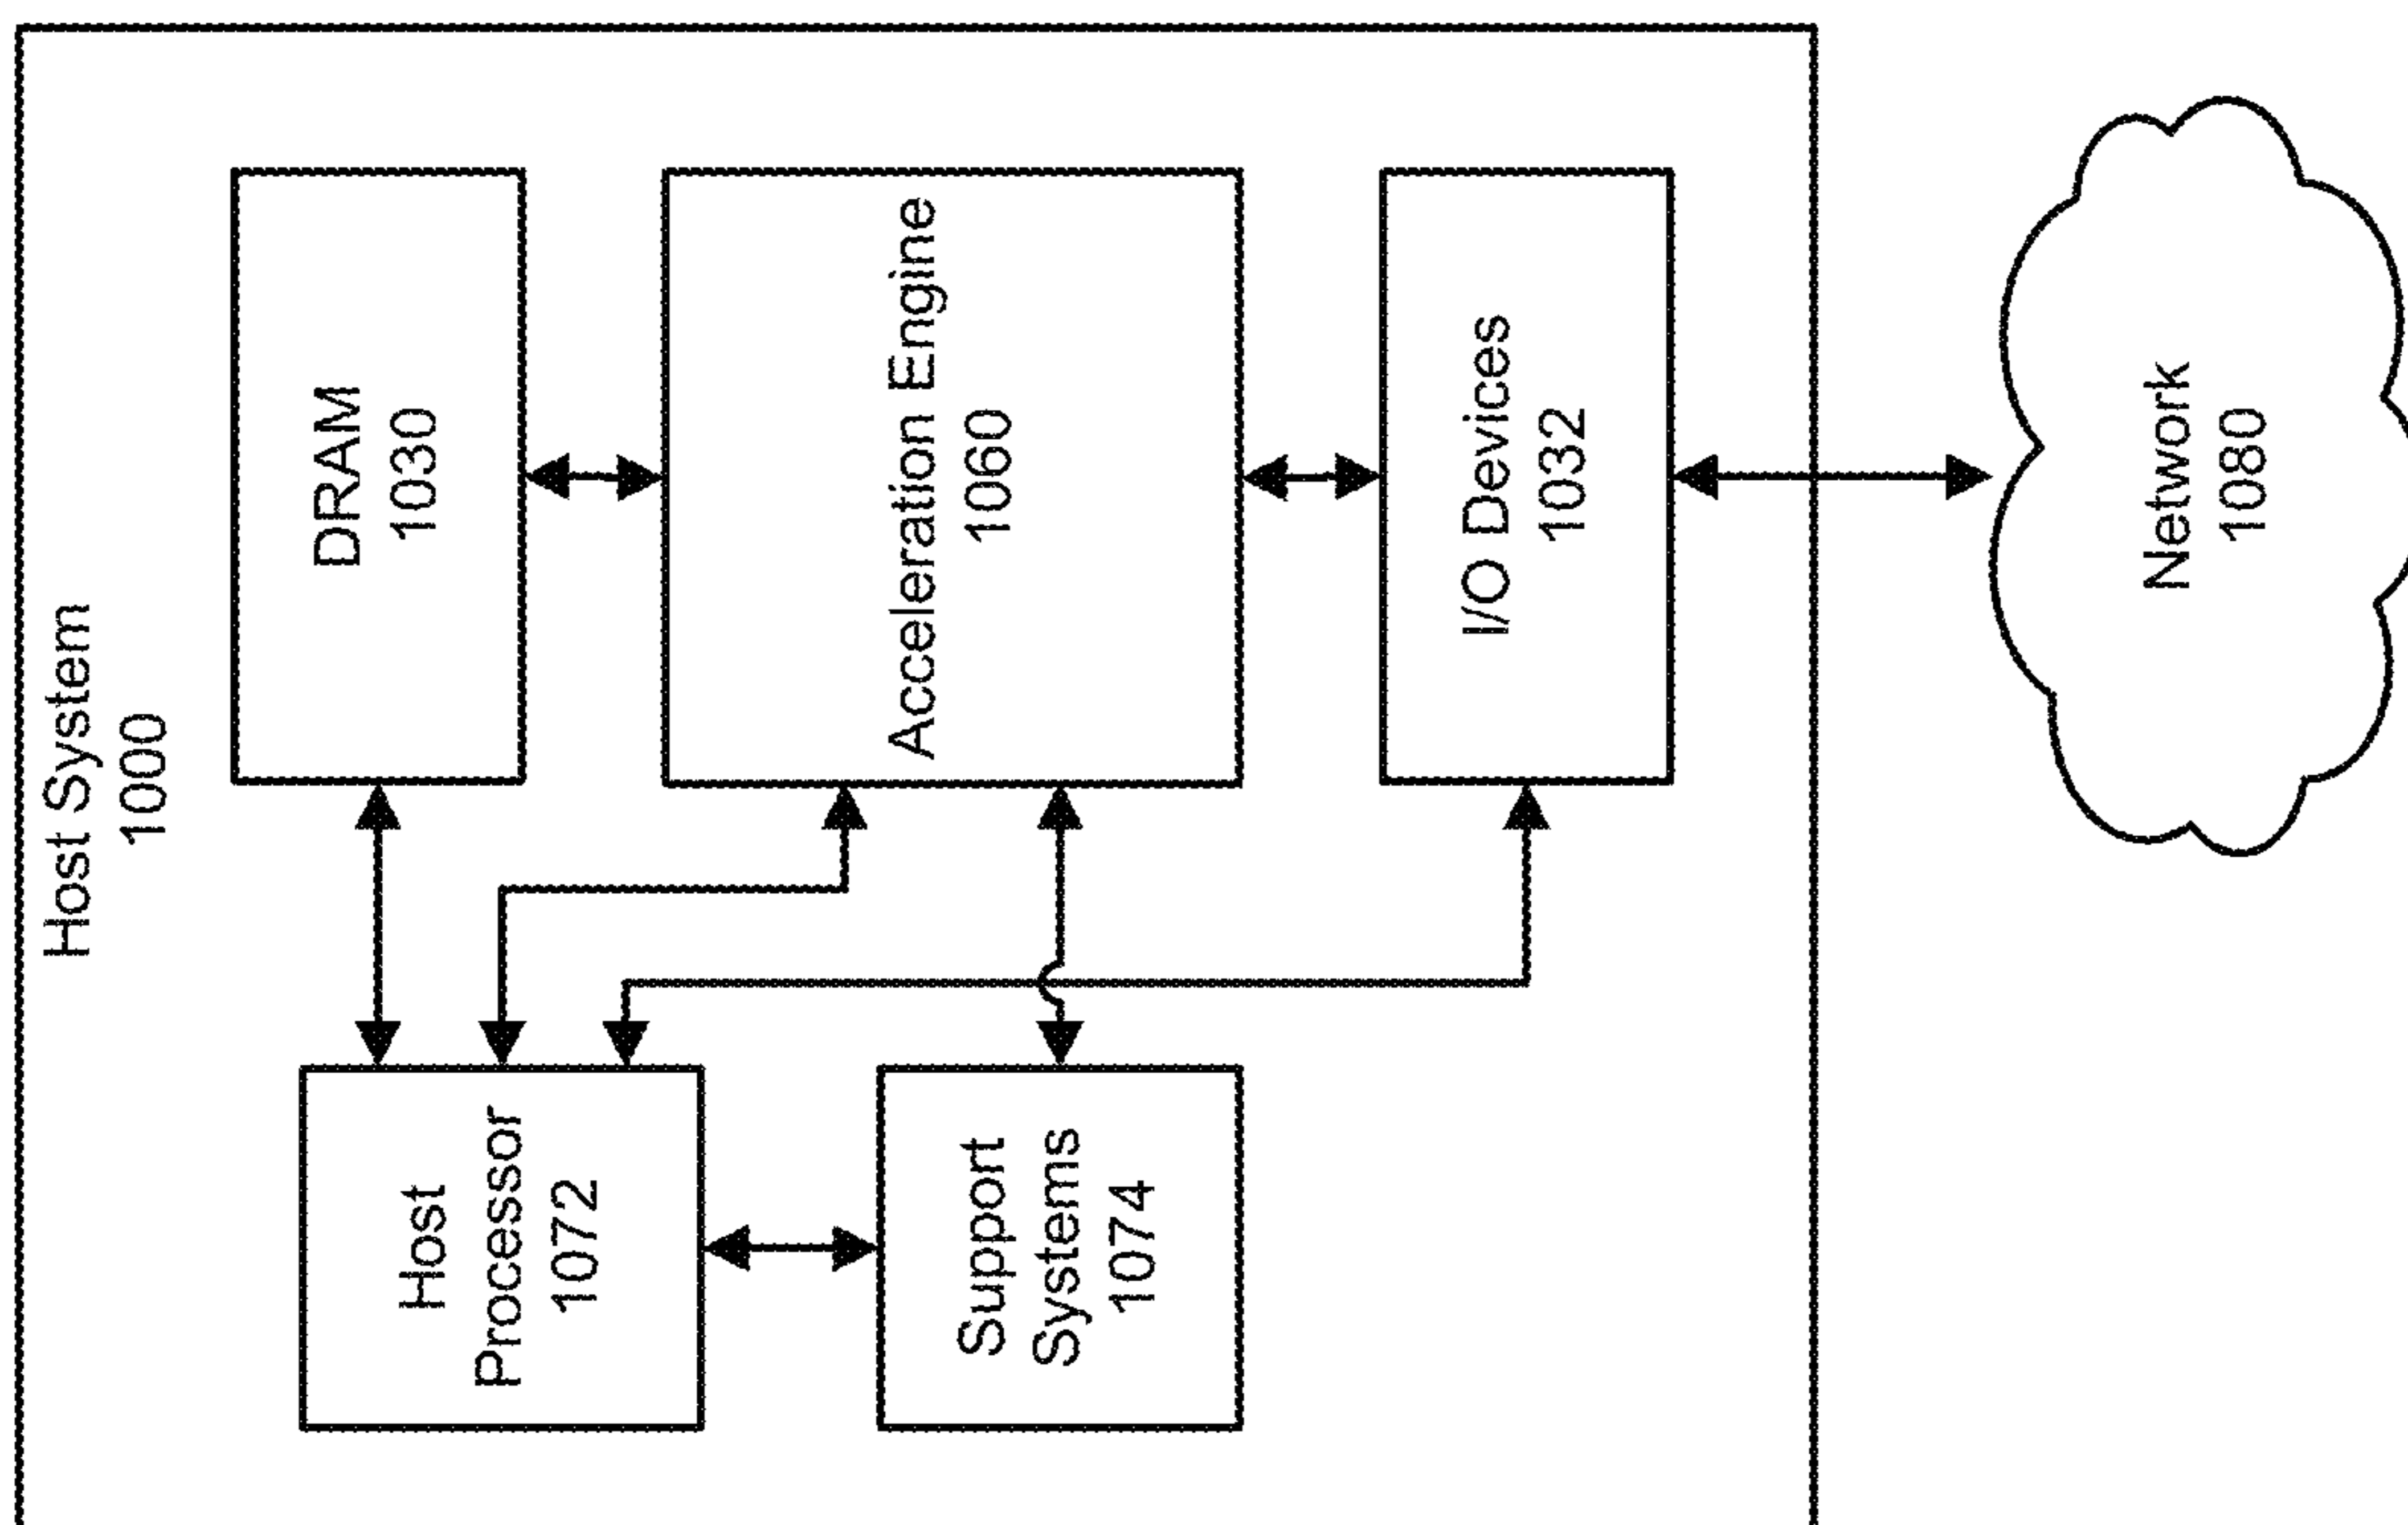 Host System
1000
Host
Processor
1072
DRAM
1030
Support
Systems
1074
Acceleration Engine
1060
I/O Devices
1032
Network
1080